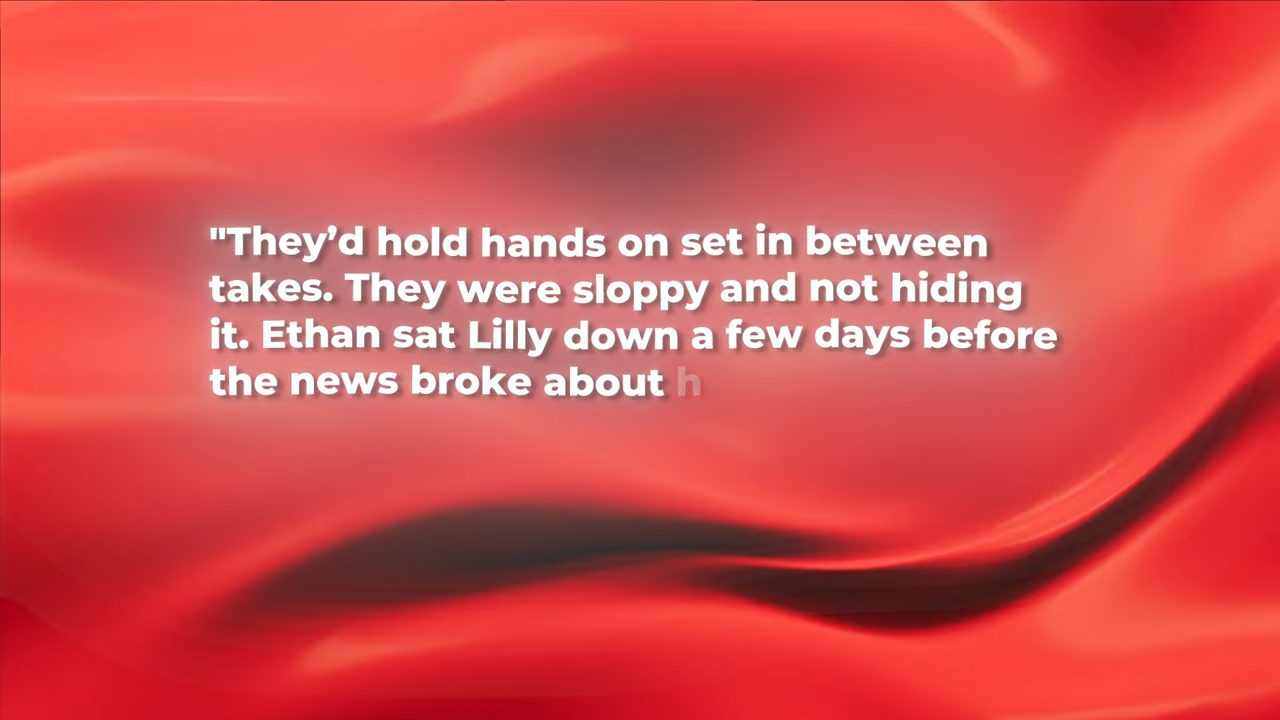 "They’d hold hands on set in between
takes. They were sloppy and not hiding
it. Ethan sat Lilly down a few days before
the news broke about h